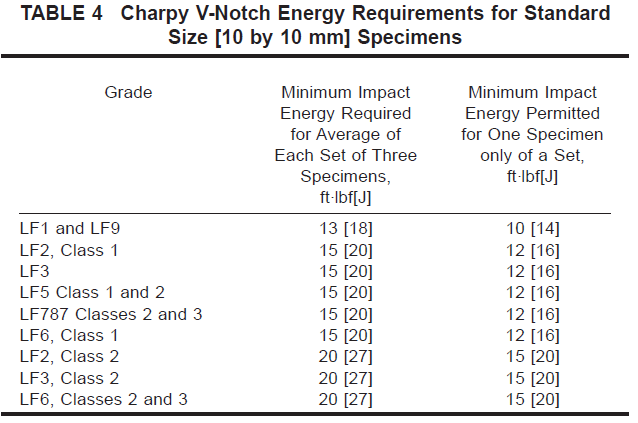 TABLE 4 Charpy V-Notch Energy Requirements for Standard
Size [10 by 10 mm] Specimens
Grade Minimum Impact Minimum Impact
Energy Required Energy Permitted
for Average of for One Specimen
Each Set of Three only of a Set,
Specimens, ft·lbf[J]
ft·lbf[J]
LF1 and LF9 13 [18] 10 [14]
LF2, Class 1 15 [20] 12 [16]
LF3 15 [20] 12 [16]
LF5 Class 1 and 2 15 [20] 12 [16]
LF787 Classes 2 and 3 15 [20] 12 [16]
LF6, Class 1 15 [20] 12 [16]
LF2, Class 2 20 [27] 15 [20]
LF3, Class 2 20 [27] 15 [20]
LF6, Classes 2 and 3 20 [27] 15 [20]